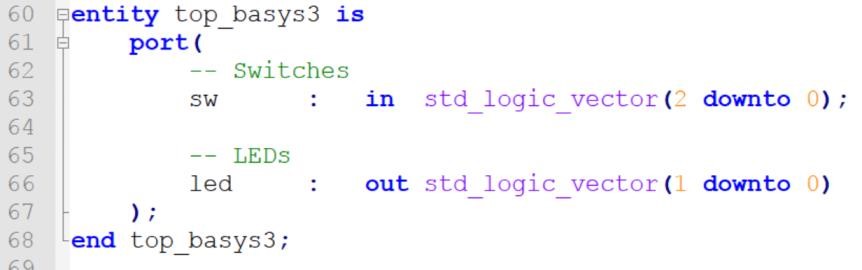 60 entity top_basys3 is
61     port(
62         -- Switches
63         sw      :   in  std_logic_vector(2 downto 0);
64
65         -- LEDs
66         led     :   out std_logic_vector(1 downto 0)
67     );
68 end top_basys3;
69